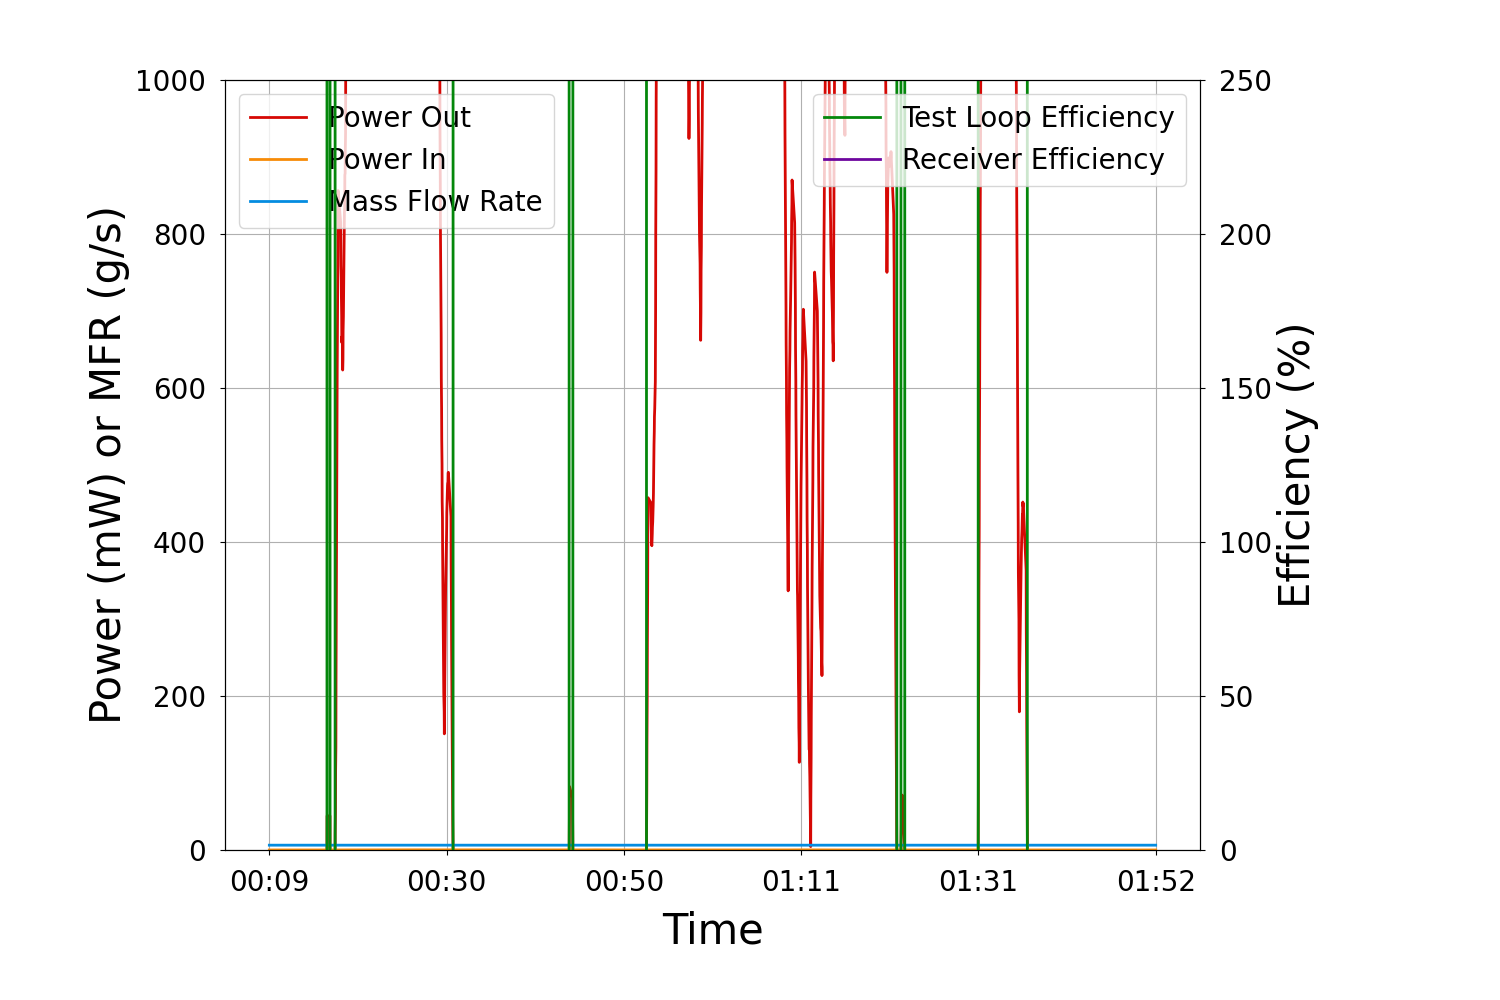 1000
800
600
400
200
0
Power (mW) or MFR (g/s)
Power Out
Power In
Mass Flow Rate
Test Loop Efficiency
Receiver Efficiency
250
200
150
100
50
0
Efficiency (%)
00:09 00:30 00:50 01:11 01:31 01:52
Time